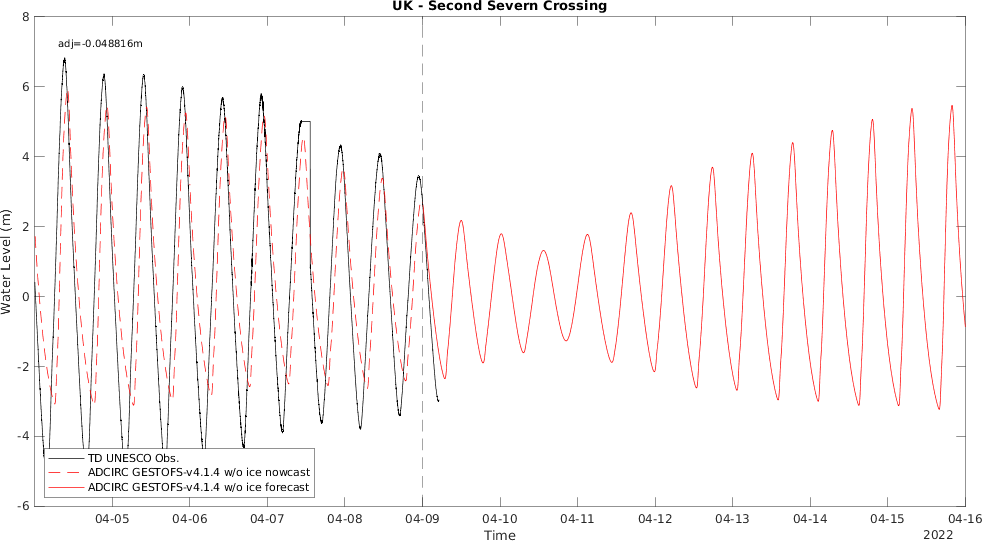 UK - Second Severn Crossing
adj=-0.048816m
8
6
4
2
0
-2
-4
-6
Water Level (m)
TD UNESCO Obs.
ADCIRC GESTOFS-v4.1.4 w/o ice nowcast
ADCIRC GESTOFS-v4.1.4 w/o ice forecast
04-05 04-06 04-07 04-08 04-09 04-10 04-11 04-12 04-13 04-14 04-15 04-16
Time
2022